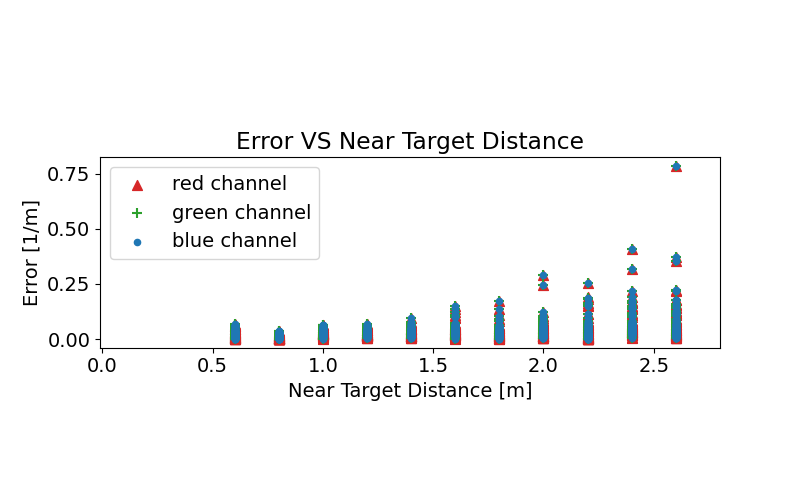 Error VS Near Target Distance
0.75
0.50
0.25
0.00
Error [1/m]
red channel
green channel
blue channel
0.0
0.5
1.0
1.5
2.0
2.5
Near Target Distance [m]